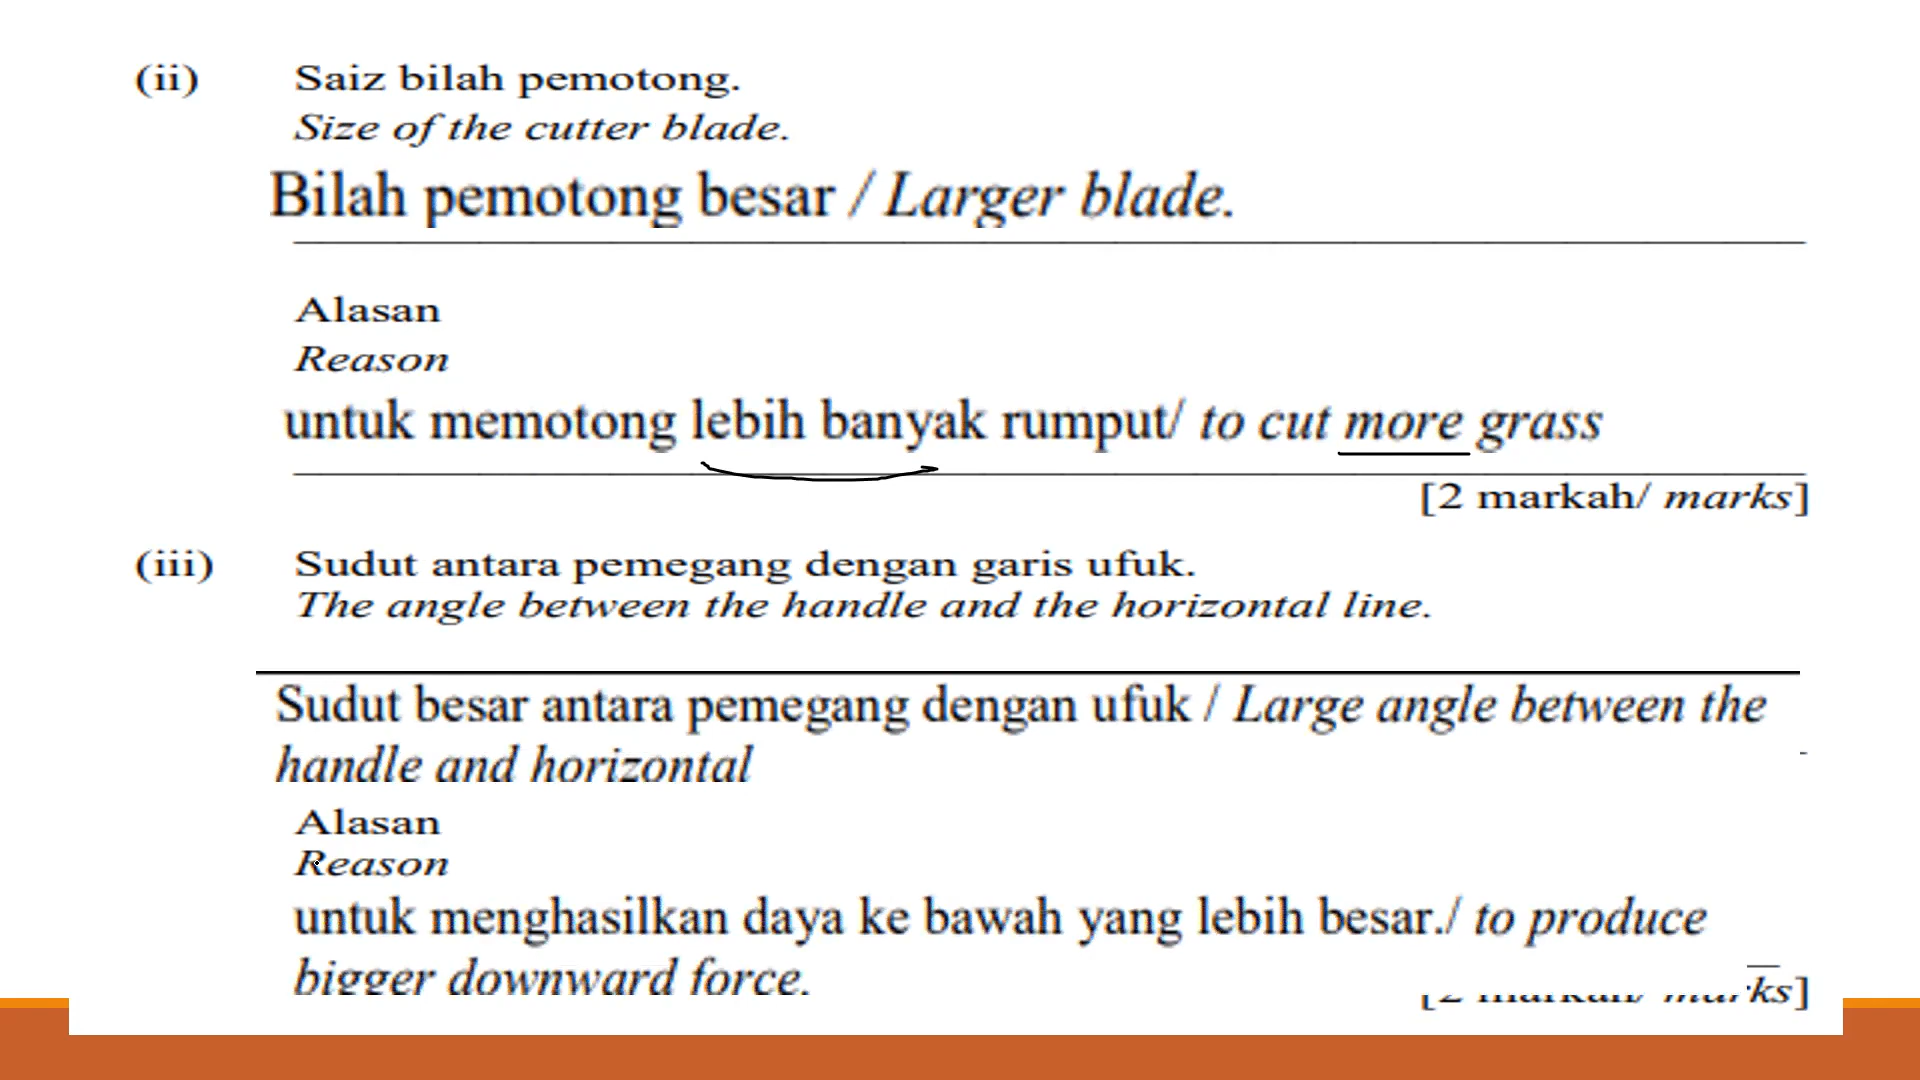 (ii) Saiz bilah pemotong.
Size of the cutter blade.
Bilah pemotong besar / Larger blade.
Alasan
Reason
untuk memotong lebih banyak rumput/ to cut more grass
[2 markah/ marks]
(iii) Sudut antara pemegang dengan garis ufuk.
The angle between the handle and the horizontal line.
Sudut besar antara pemegang dengan ufuk / Large angle between the
handle and horizontal
Alasan
Reason
untuk menghasilkan daya ke bawah yang lebih besar./ to produce
bigger downward force.
[2 markah/ marks]